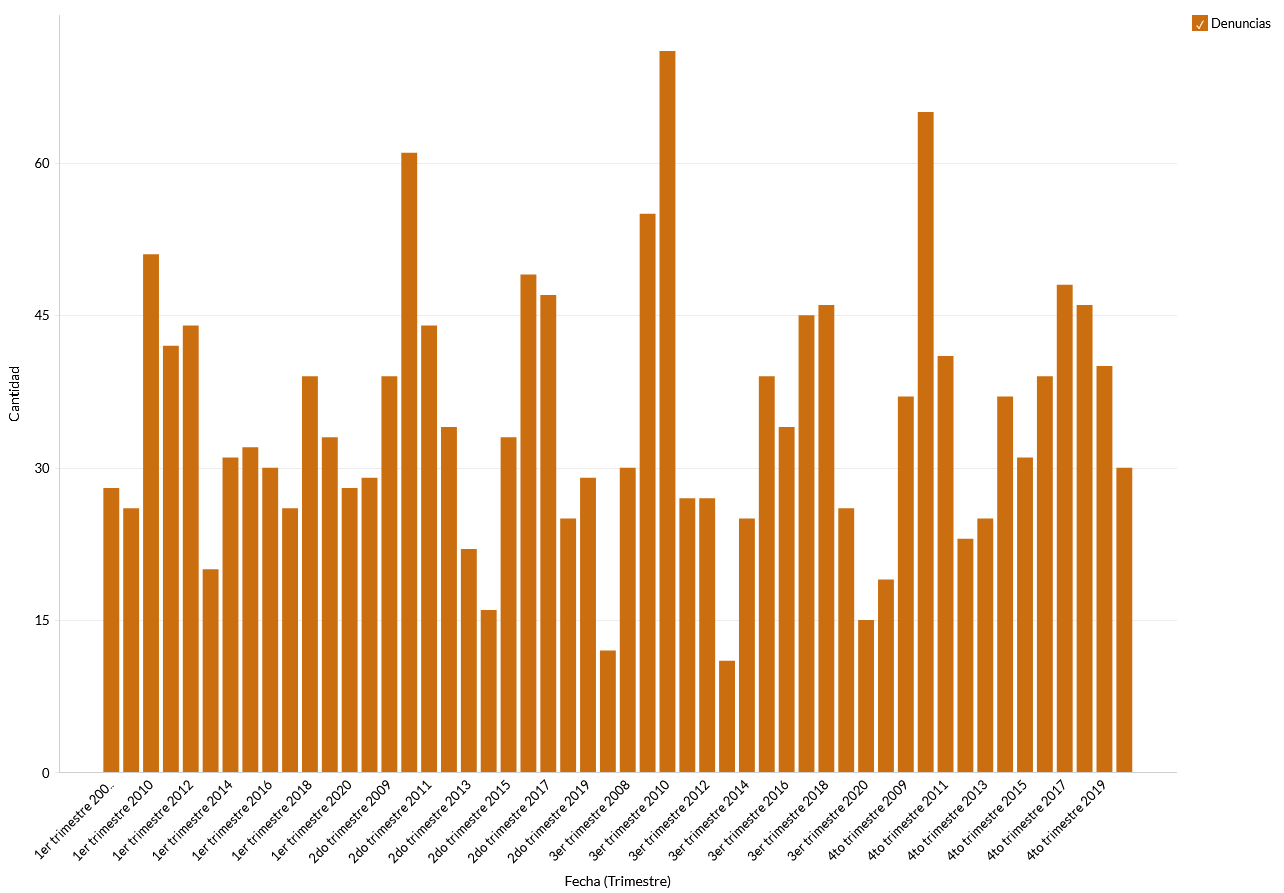 Denuncias
60
45
30
15
0
Cantidad
1er trimestre 200..
1er trimestre 2010
1er trimestre 2012
1er trimestre 2014
1er trimestre 2016
1er trimestre 2018
1er trimestre 2020
2do trimestre 2009
2do trimestre 2011
2do trimestre 2013
2do trimestre 2015
2do trimestre 2017
2do trimestre 2019
3er trimestre 2008
3er trimestre 2010
3er trimestre 2012
3er trimestre 2014
3er trimestre 2016
3er trimestre 2018
3er trimestre 2020
4to trimestre 2009
4to trimestre 2011
4to trimestre 2013
4to trimestre 2015
4to trimestre 2017
4to trimestre 2019
Fecha (Trimestre)